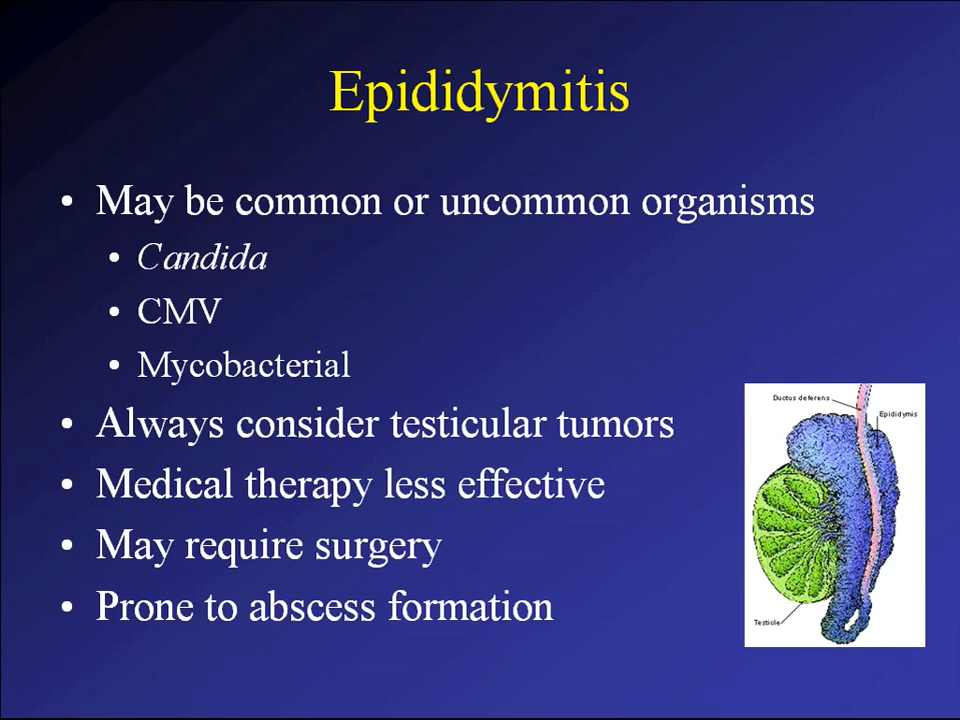 Epididymitis
• May be common or uncommon organisms
• Candida
• CMV
• Mycobacterial
• Always consider testicular tumors
• Medical therapy less effective
• May require surgery
• Prone to abscess formation
Ductus deferens
Epididymis
Testicle